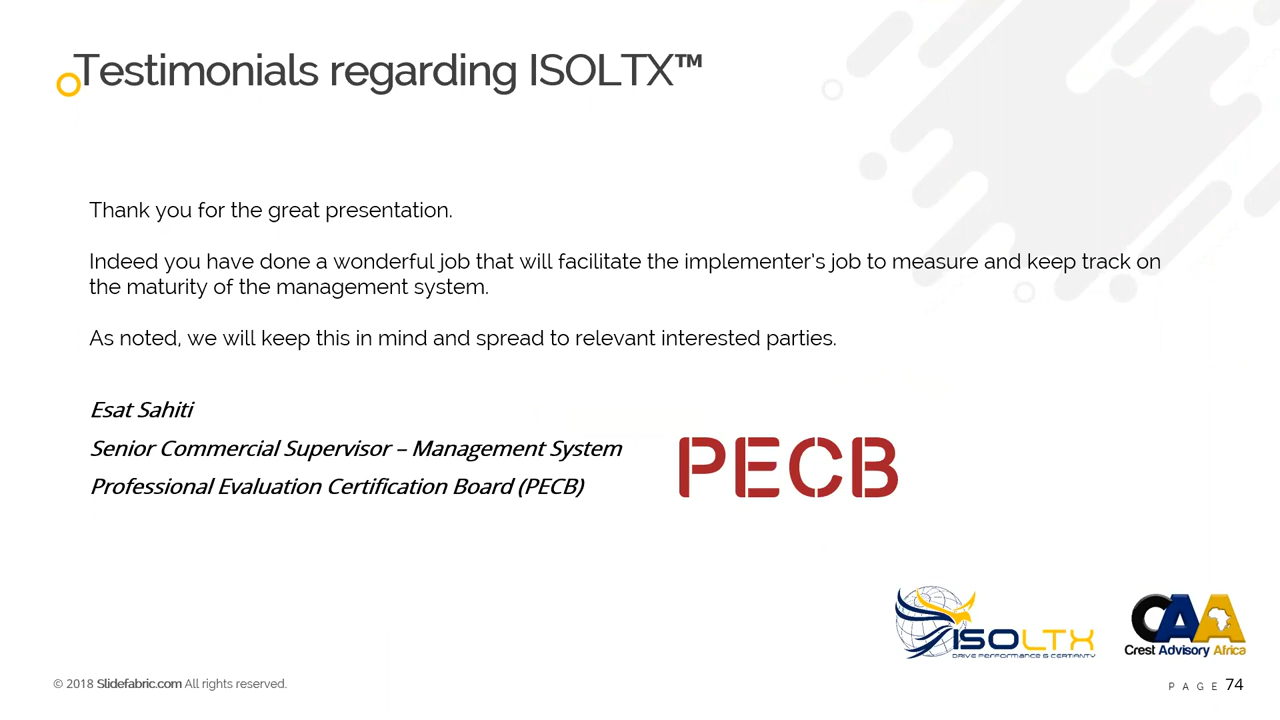 Testimonials regarding ISOLTX™
Thank you for the great presentation.
Indeed you have done a wonderful job that will facilitate the implementer's job to measure and keep track on
the maturity of the management system.
As noted, we will keep this in mind and spread to relevant interested parties.
Esat Sahiti
Senior Commercial Supervisor – Management System
Professional Evaluation Certification Board (PECB)
PECB
ISOLTX
DRIVE PERFORMANCE & CERTIANTY
CAA
Crest Advisory Africa
© 2018 Slidefabric.com All rights reserved.
PAGE 74